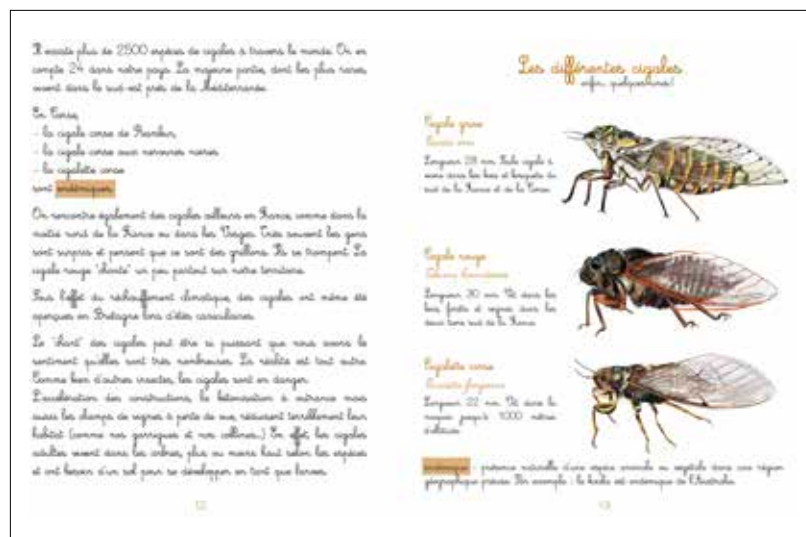 Il existe plus de 2500 espèces de cigales à travers le monde. On en
compte 24 dans notre pays. La majeure partie, dont les plus rares,
vivent dans le sud-est près de la Méditerranée.
En Corse,
- la cigale corse de
- la cigale corse aux nervures noires
- la cigalette corse
sont endémiques.
On rencontre également des cigales ailleurs en France, comme dans la
moitié nord de la France ou dans les Vosges. Très souvent les gens
sont surpris et pensent que ce sont des grillons. Ils se trompent. La
cigale rouge "chante" un peu partout sur notre territoire.
Sous l'effet du réchauffement climatique, des cigales ont même été
aperçues en Bretagne lors d'étés caniculaires.
Le "chant" des cigales peut être si puissant que nous avons le
sentiment qu'elles sont très nombreuses. La réalité est tout autre.
Comme bien d'autres insectes, les cigales sont en danger.
L'accélération des constructions, la bétonisation à outrance mais
aussi les champs de vignes à perte de vue, réduisent terriblement leur
habitat (comme nos garrigues et nos collines...) En effet, les cigales
adultes vivent dans les arbres, plus ou moins haut selon les espèces
et ont besoin d'un sol pour se développer en tant que larves.
12
Les différentes cigales
enfin, quelques-unes!
Cigale grise
Cicada orni
Longueur 28 mm.
cigale à
dans les bois et bosquets du
sud de la France et de la Corse.
Cigale rouge
Tibicina haematodes
Longueur 30 mm. Vit dans les
bois, forêts et vignes dans les
deux tiers sud de la France.
Cigalette corse
Longueur 22 mm. Vit dans le
maquis jusqu'à 1000 mètres
d'altitude.
endémique : présence naturelle d'une espèce animale ou végétale dans une région
géographique précise. Par exemple : le koala est endémique de l'Australie.
13